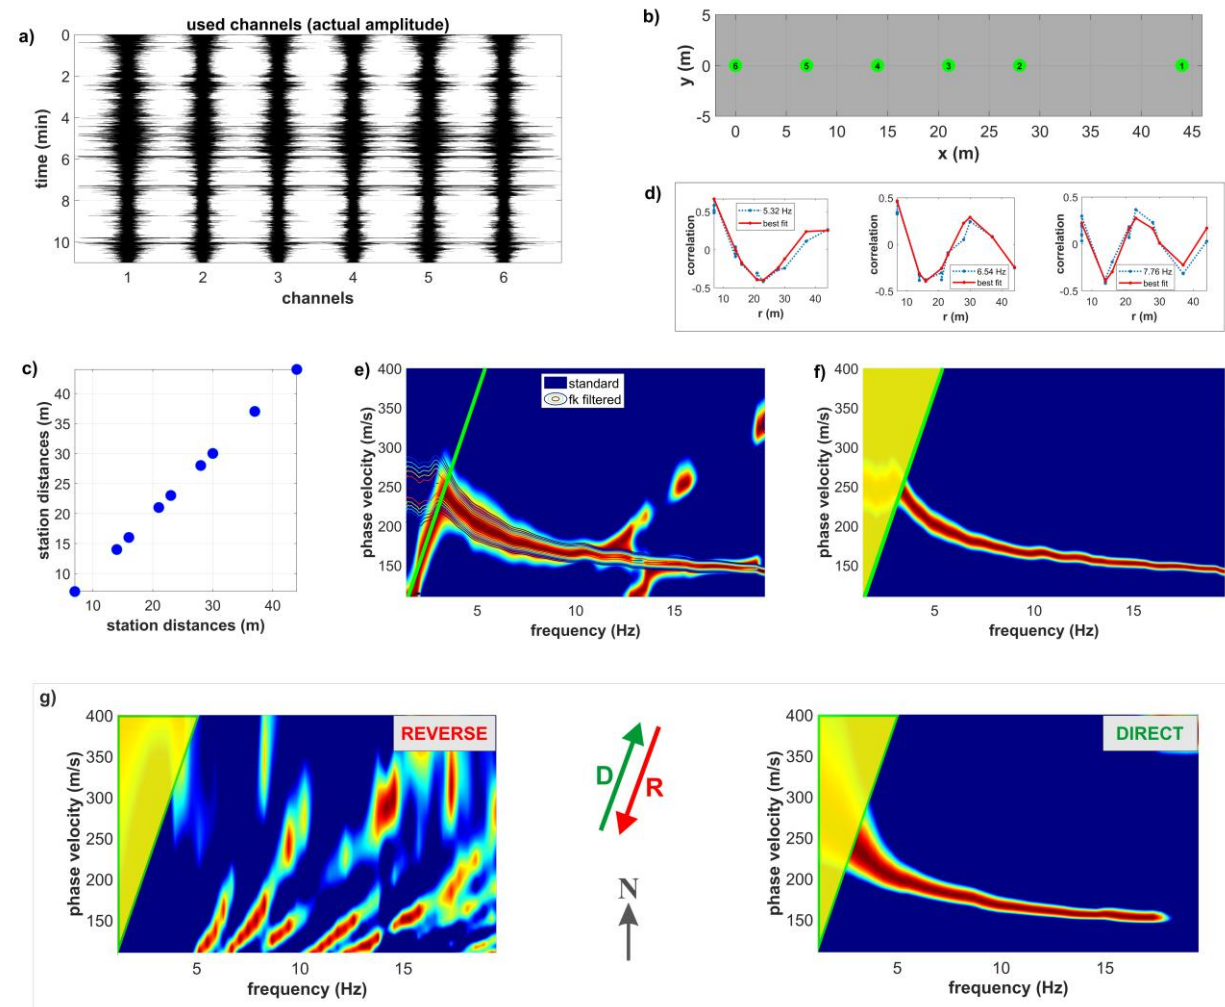 a)
used channels (actual amplitude)
0
2
4
6
8
10
time (min)
1 2 3 4 5 6
channels
b)
5
0
-5
y (m)
6 5 4 3 2 1
0 5 10 15 20 25 30 35 40 45
x (m)
d)
0.5
0
-0.5
correlation
5.32 Hz
best fit
10 20 30 40
r (m)
0.5
0
-0.5
correlation
6.54 Hz
best fit
10 20 30 40
r (m)
0.5
0
-0.5
correlation
7.76 Hz
best fit
10 20 30 40
r (m)
c)
40
35
30
25
20
15
10
station distances (m)
10 20 30 40
station distances (m)
e)
400
350
300
250
200
150
phase velocity (m/s)
standard
fk filtered
5 10 15
frequency (Hz)
f)
400
350
300
250
200
150
phase velocity (m/s)
5 10 15
frequency (Hz)
g)
400
350
300
250
200
150
phase velocity (m/s)
REVERSE
5 10 15
frequency (Hz)
D R
N
400
350
300
250
200
150
phase velocity (m/s)
DIRECT
5 10 15
frequency (Hz)